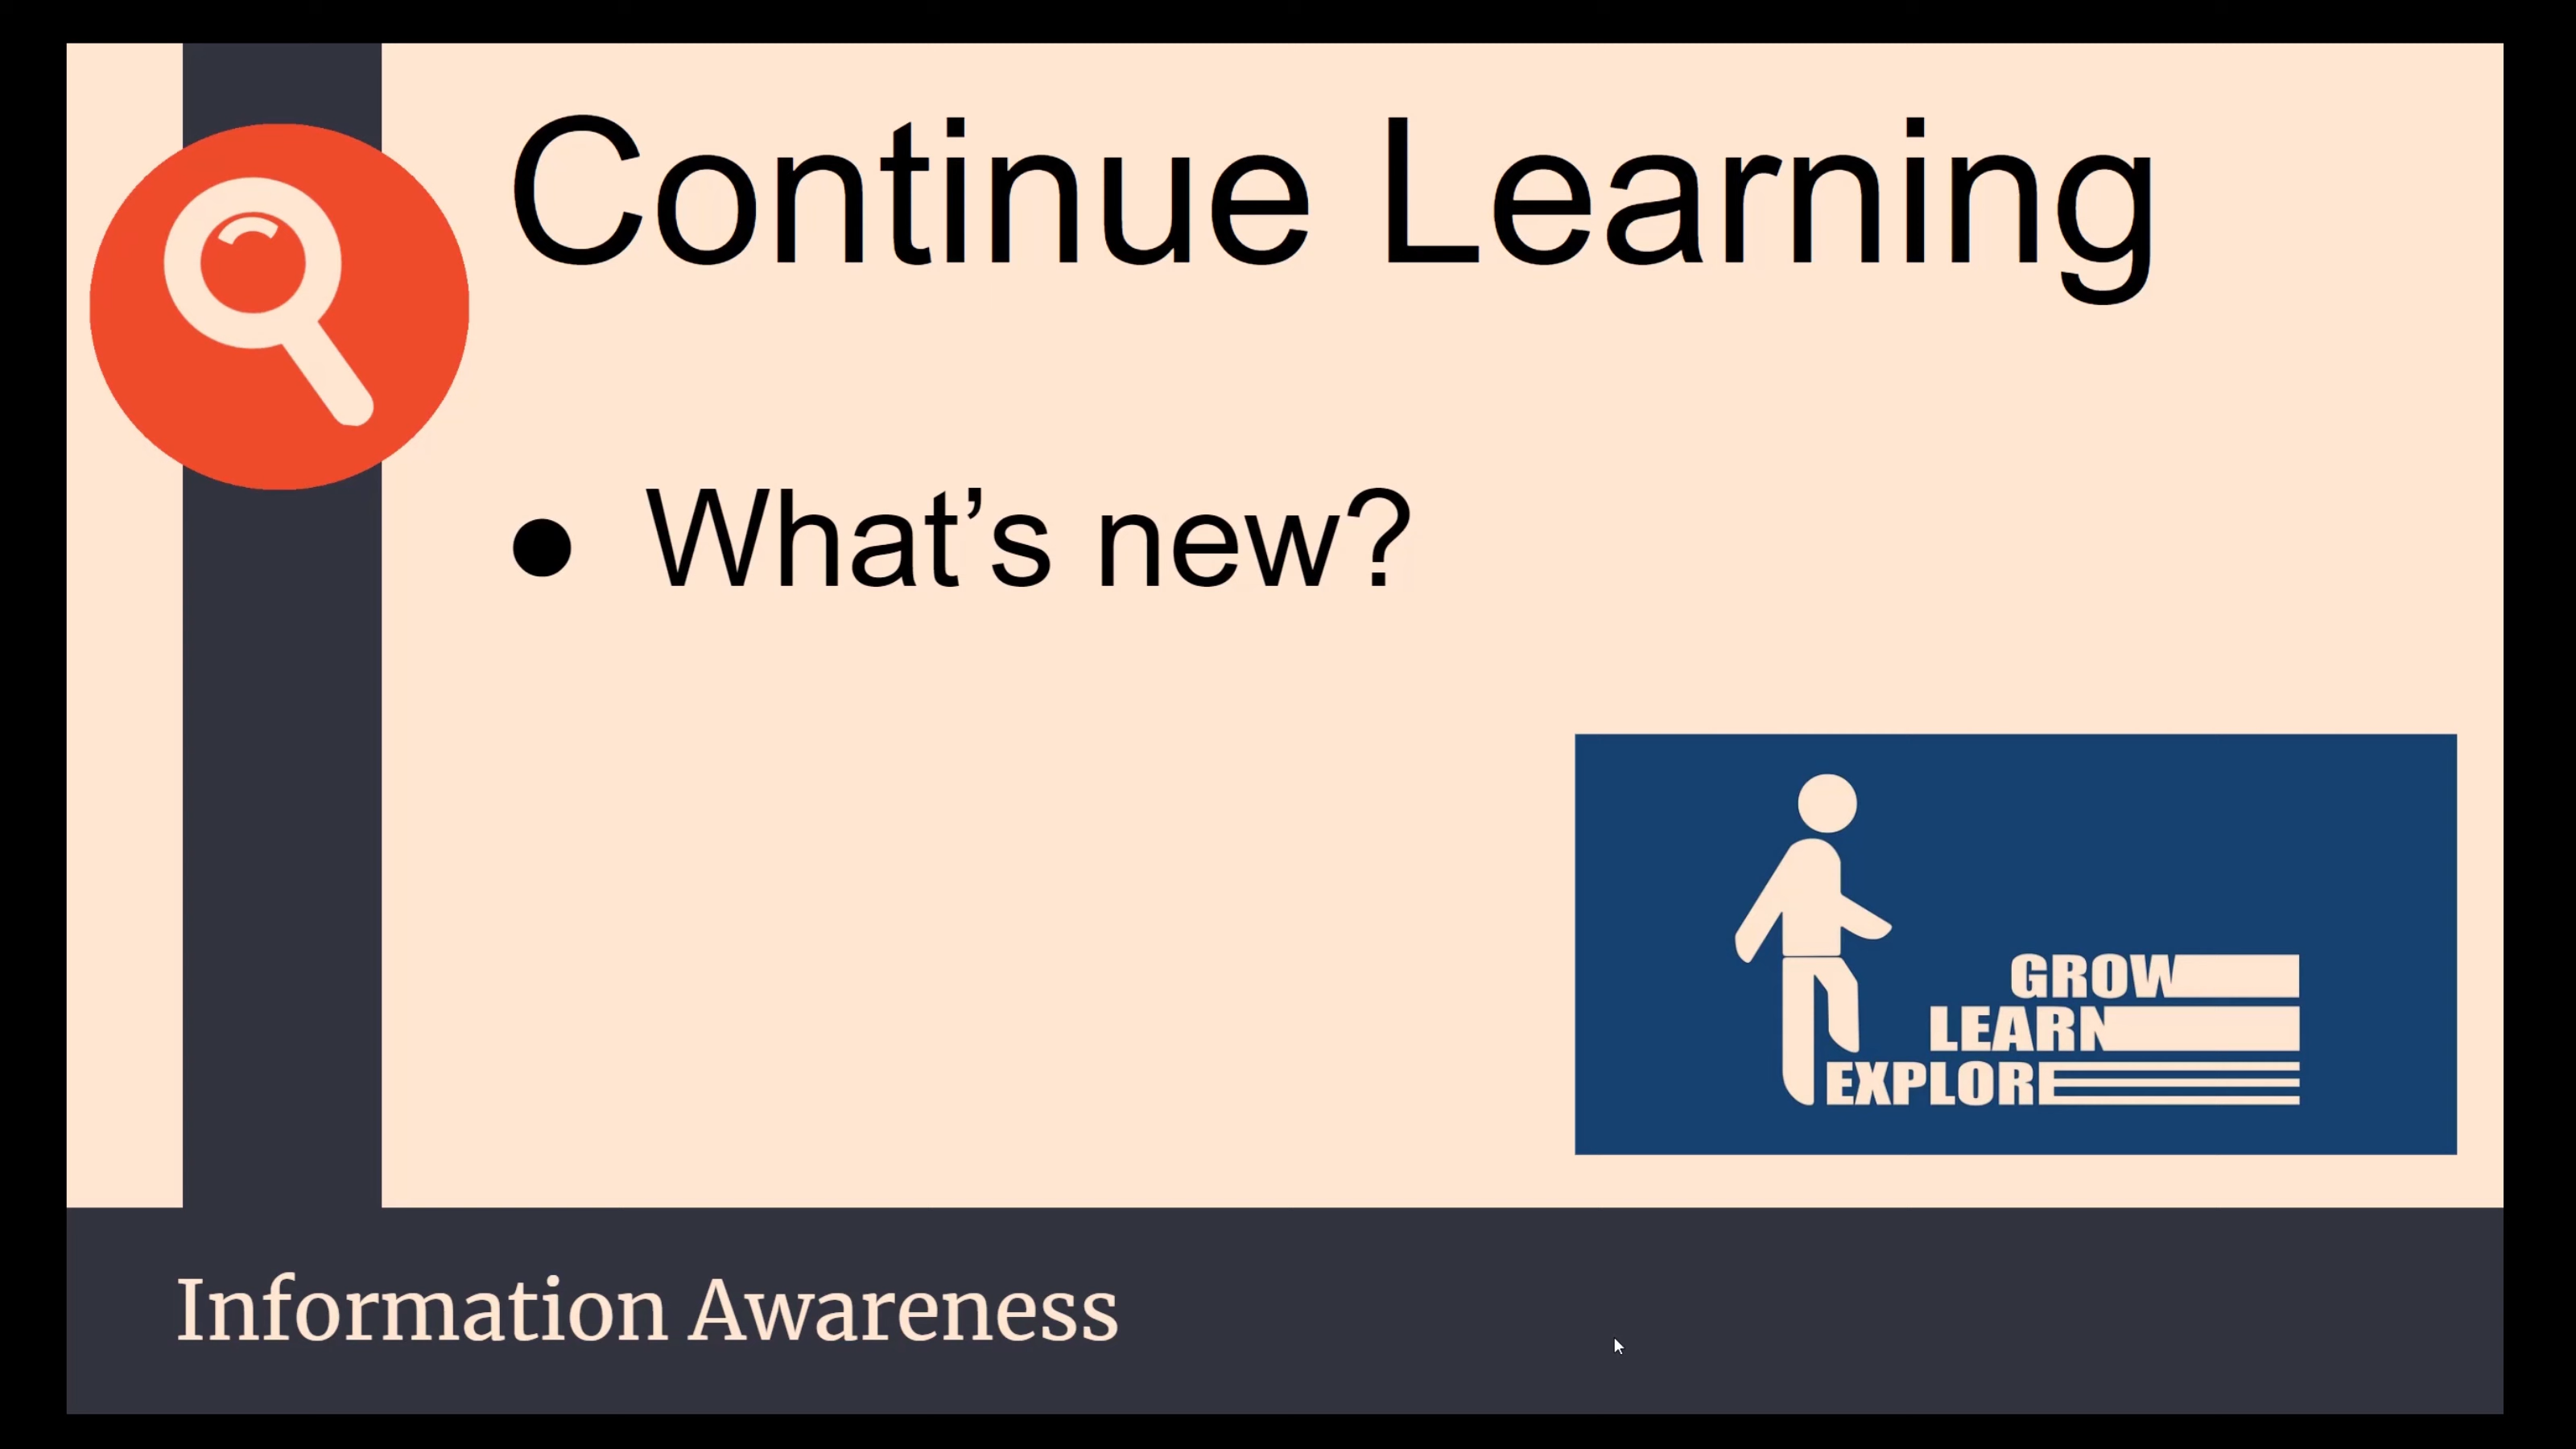 Continue Learning
● What’s new?
GROW
LEARN
EXPLORE
Information Awareness